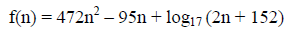 f(n) = 472n² – 95n + log₁₇ (2n + 152)